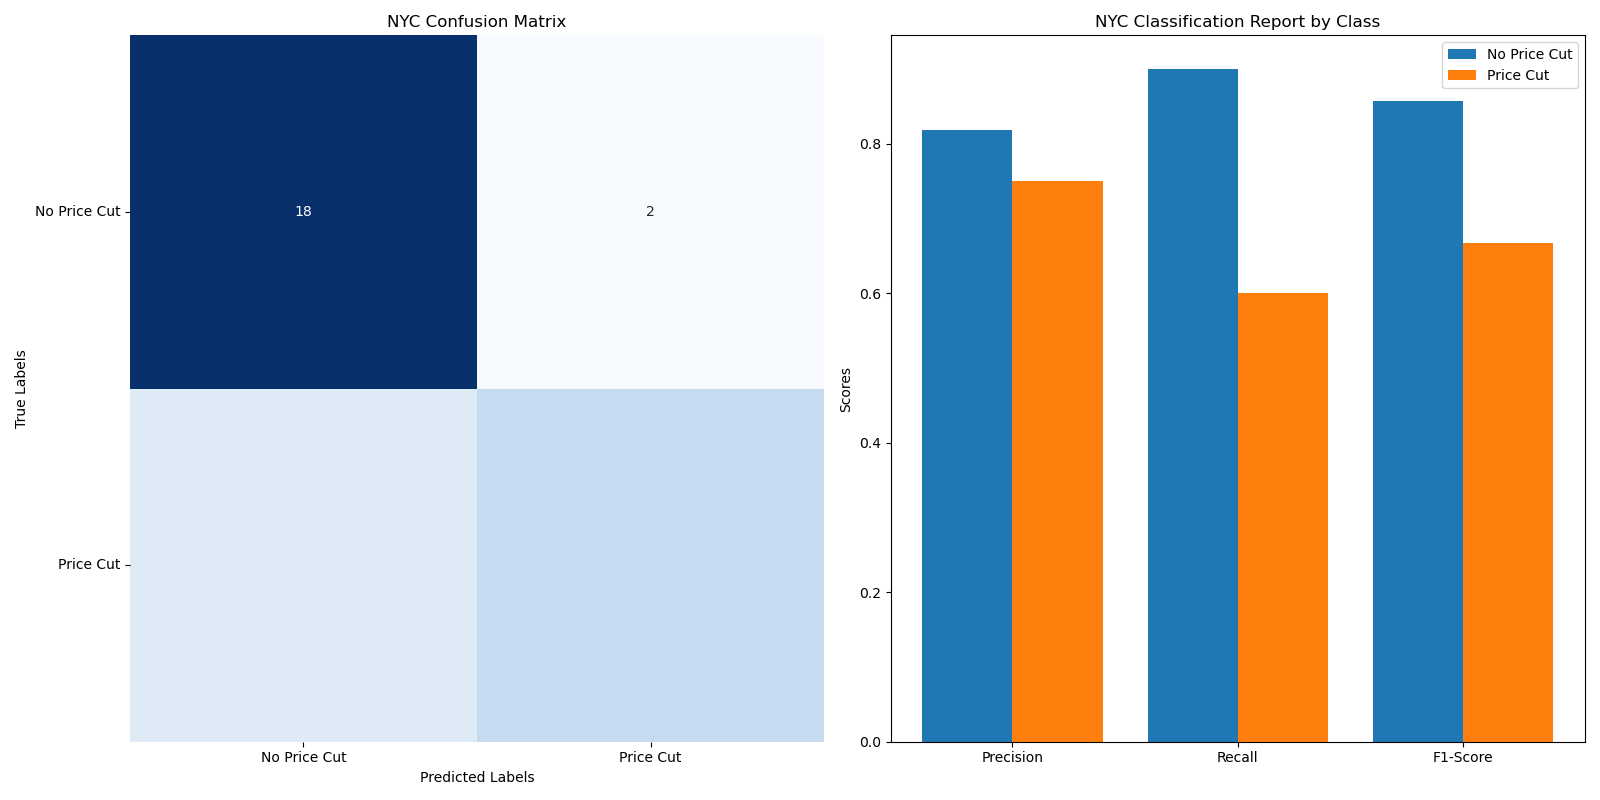 NYC Confusion Matrix
No Price Cut
18
2
Price Cut
True Labels
No Price Cut
Price Cut
Predicted Labels
NYC Classification Report by Class
No Price Cut
Price Cut
0.8
0.6
0.4
0.2
0.0
Scores
Precision
Recall
F1-Score